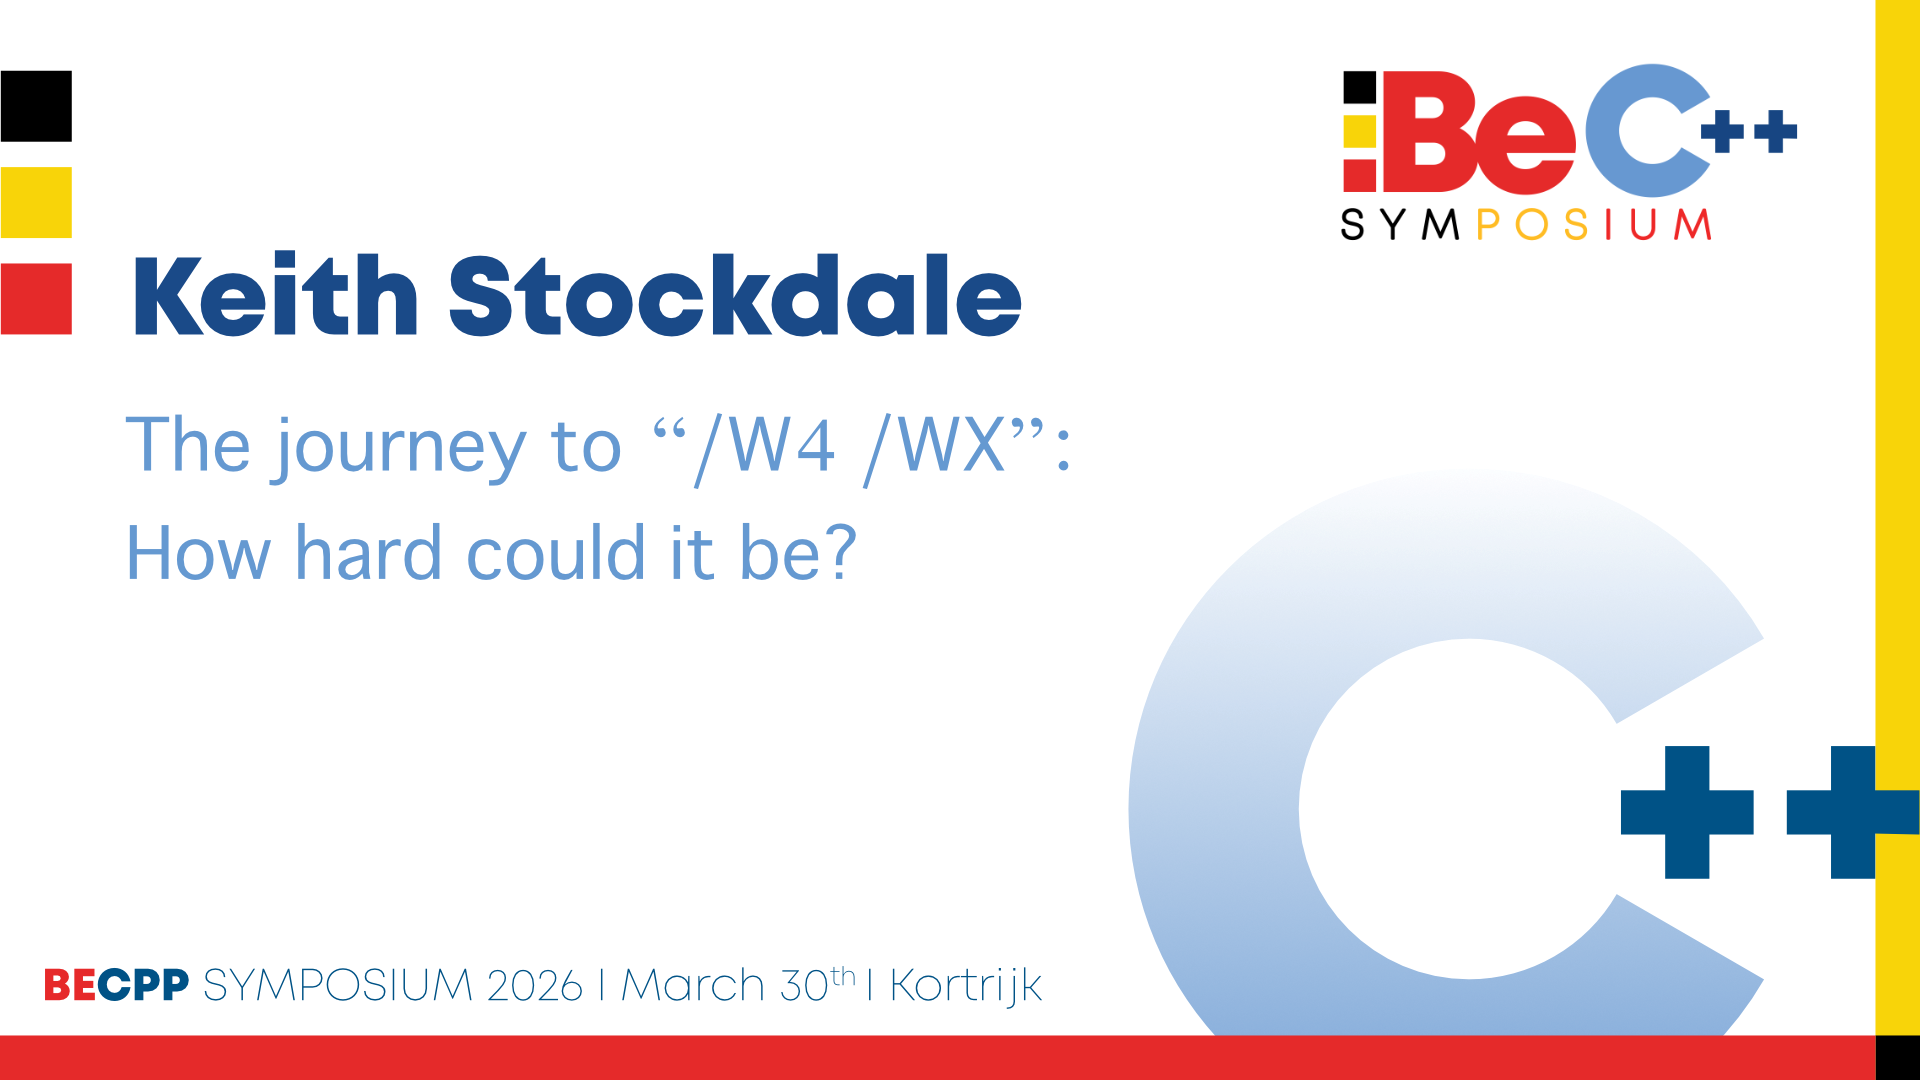 BeC++
SYMPOSIUM
Keith Stockdale
The journey to “/W4 /WX”:
How hard could it be?
C++
BECPP SYMPOSIUM 2026 | March 30th | Kortrijk